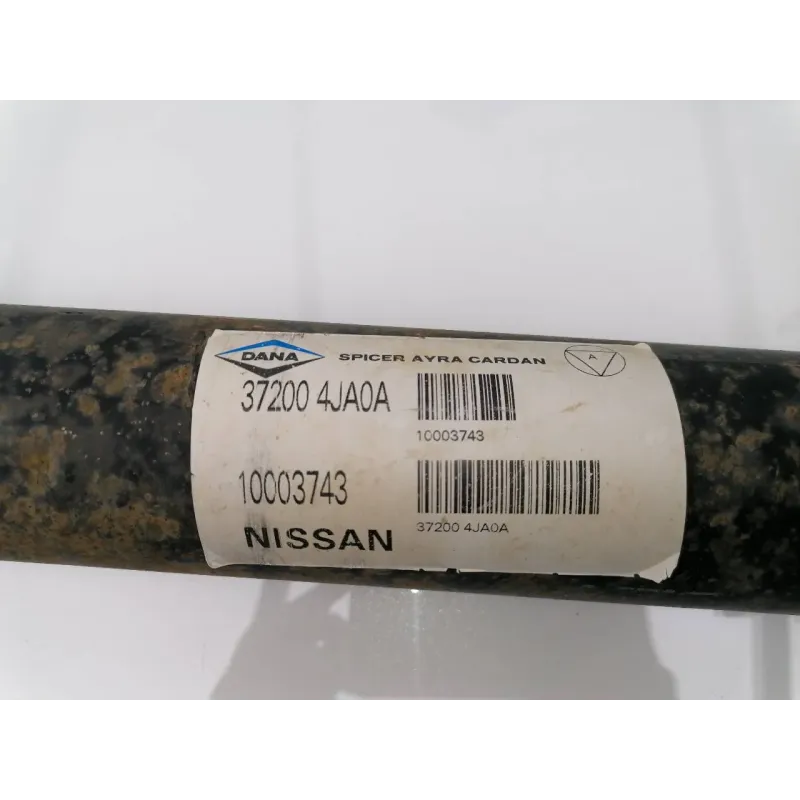 DANA SPICER AYRA CARDAN A
37200 4JA0A
10003743
10003743
37200 4JA0A
NISSAN